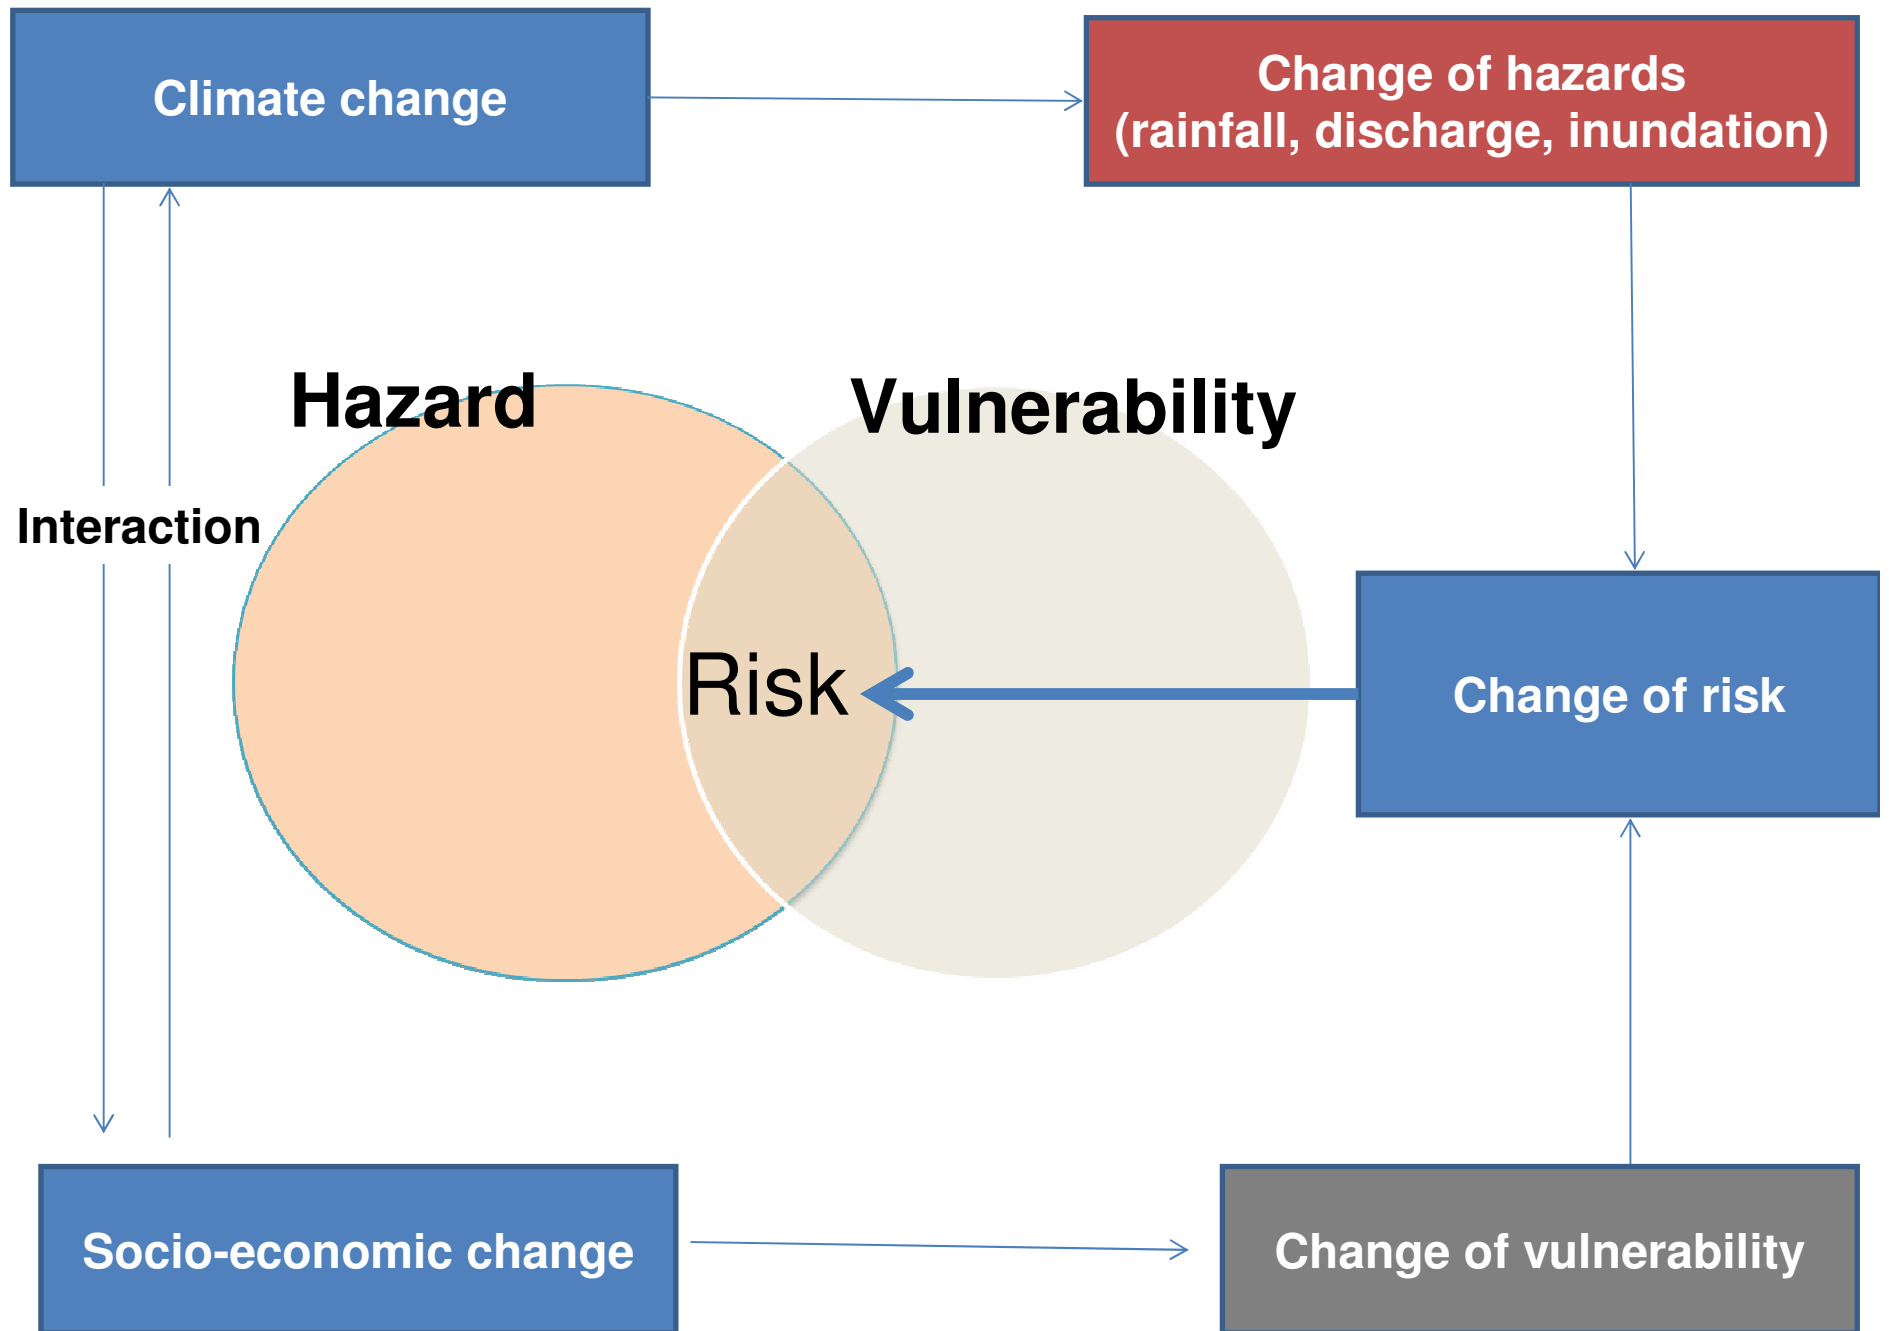 Climate change
Change of hazards
(rainfall, discharge, inundation)
Hazard
Vulnerability
Interaction
Risk
Change of risk
Socio-economic change
Change of vulnerability